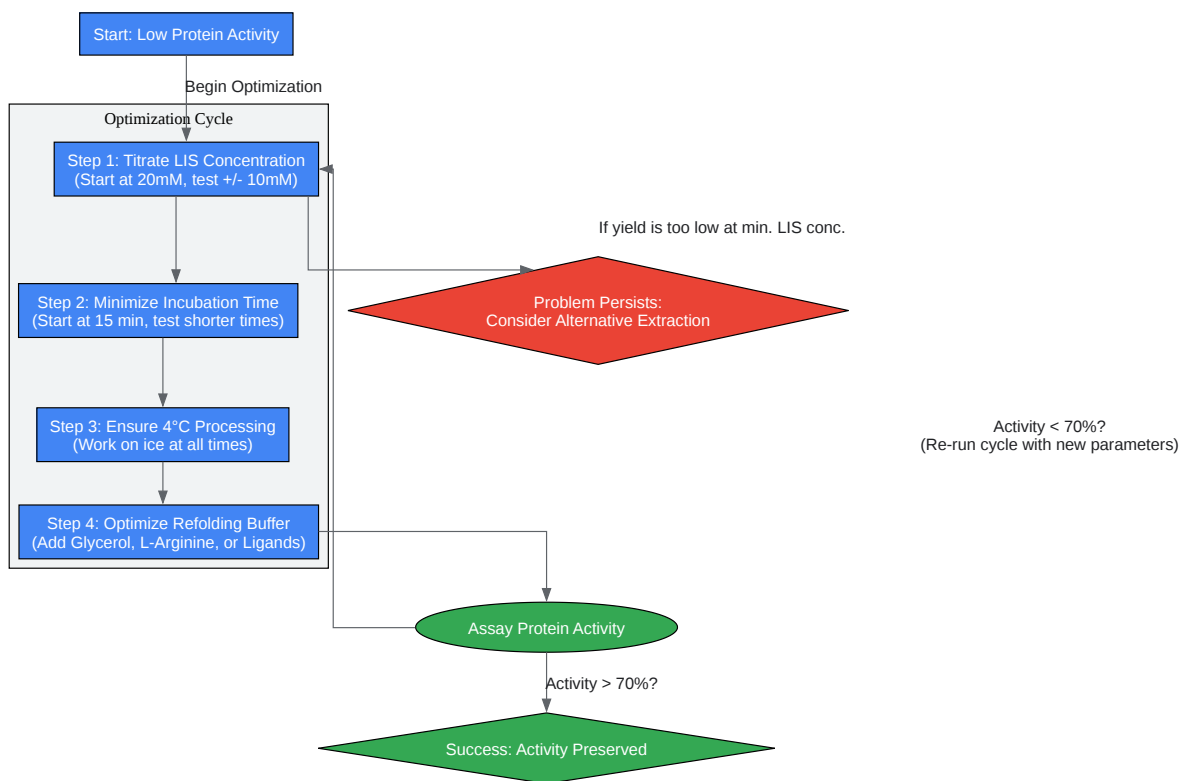 Start: Low Protein Activity
Begin Optimization
Optimization Cycle
Step 1: Titrate LIS Concentration
(Start at 20mM, test +/- 10mM)
If yield is too low at min. LIS conc.
Step 2: Minimize Incubation Time
(Start at 15 min, test shorter times)
Problem Persists:
Consider Alternative Extraction
Step 3: Ensure 4°C Processing
(Work on ice at all times)
Activity < 70%?
(Re-run cycle with new parameters)
Step 4: Optimize Refolding Buffer
(Add Glycerol, L-Arginine, or Ligands)
Assay Protein Activity
Activity > 70%?
Success: Activity Preserved